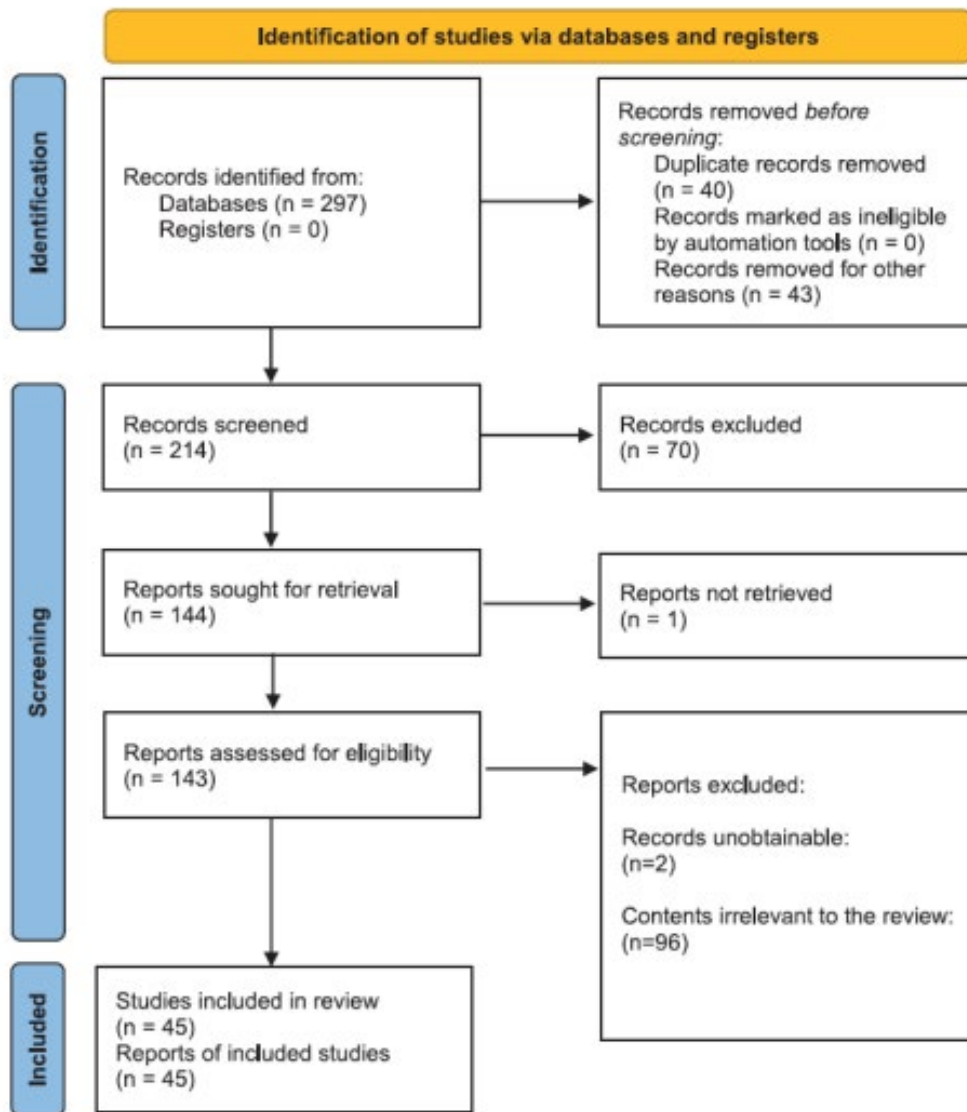 Identification of studies via databases and registers
Identification
Records identified from:
Databases (n = 297)
Registers (n = 0)
Records removed before
screening:
Duplicate records removed
(n = 40)
Records marked as ineligible
by automation tools (n = 0)
Records removed for other
reasons (n = 43)
Screening
Records screened
(n = 214)
Records excluded
(n = 70)
Reports sought for retrieval
(n = 144)
Reports not retrieved
(n = 1)
Reports assessed for eligibility
(n = 143)
Reports excluded:
Records unobtainable:
(n=2)
Contents irrelevant to the review:
(n=96)
Included
Studies included in review
(n = 45)
Reports of included studies
(n = 45)